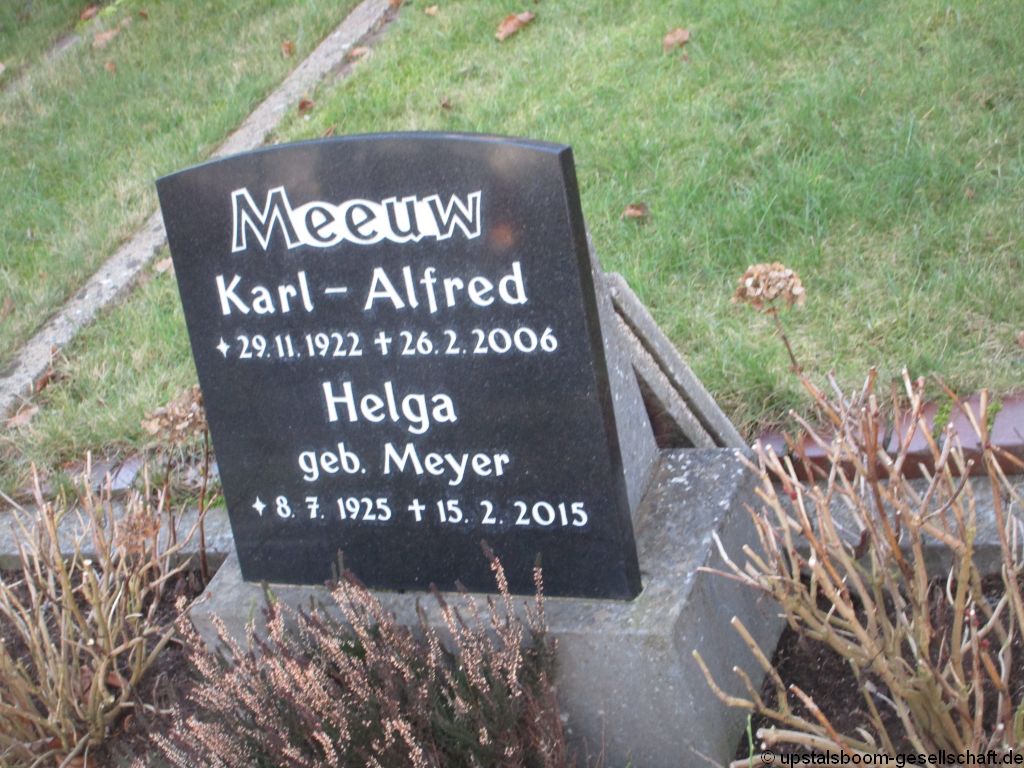 Meeuw
Karl - Alfred
✦ 29. 11. 1922 ✝ 26. 2. 2006
Helga
geb. Meyer
✦ 8. 7. 1925 ✝ 15. 2. 2015
© upstalsboom-gesellschaft.de